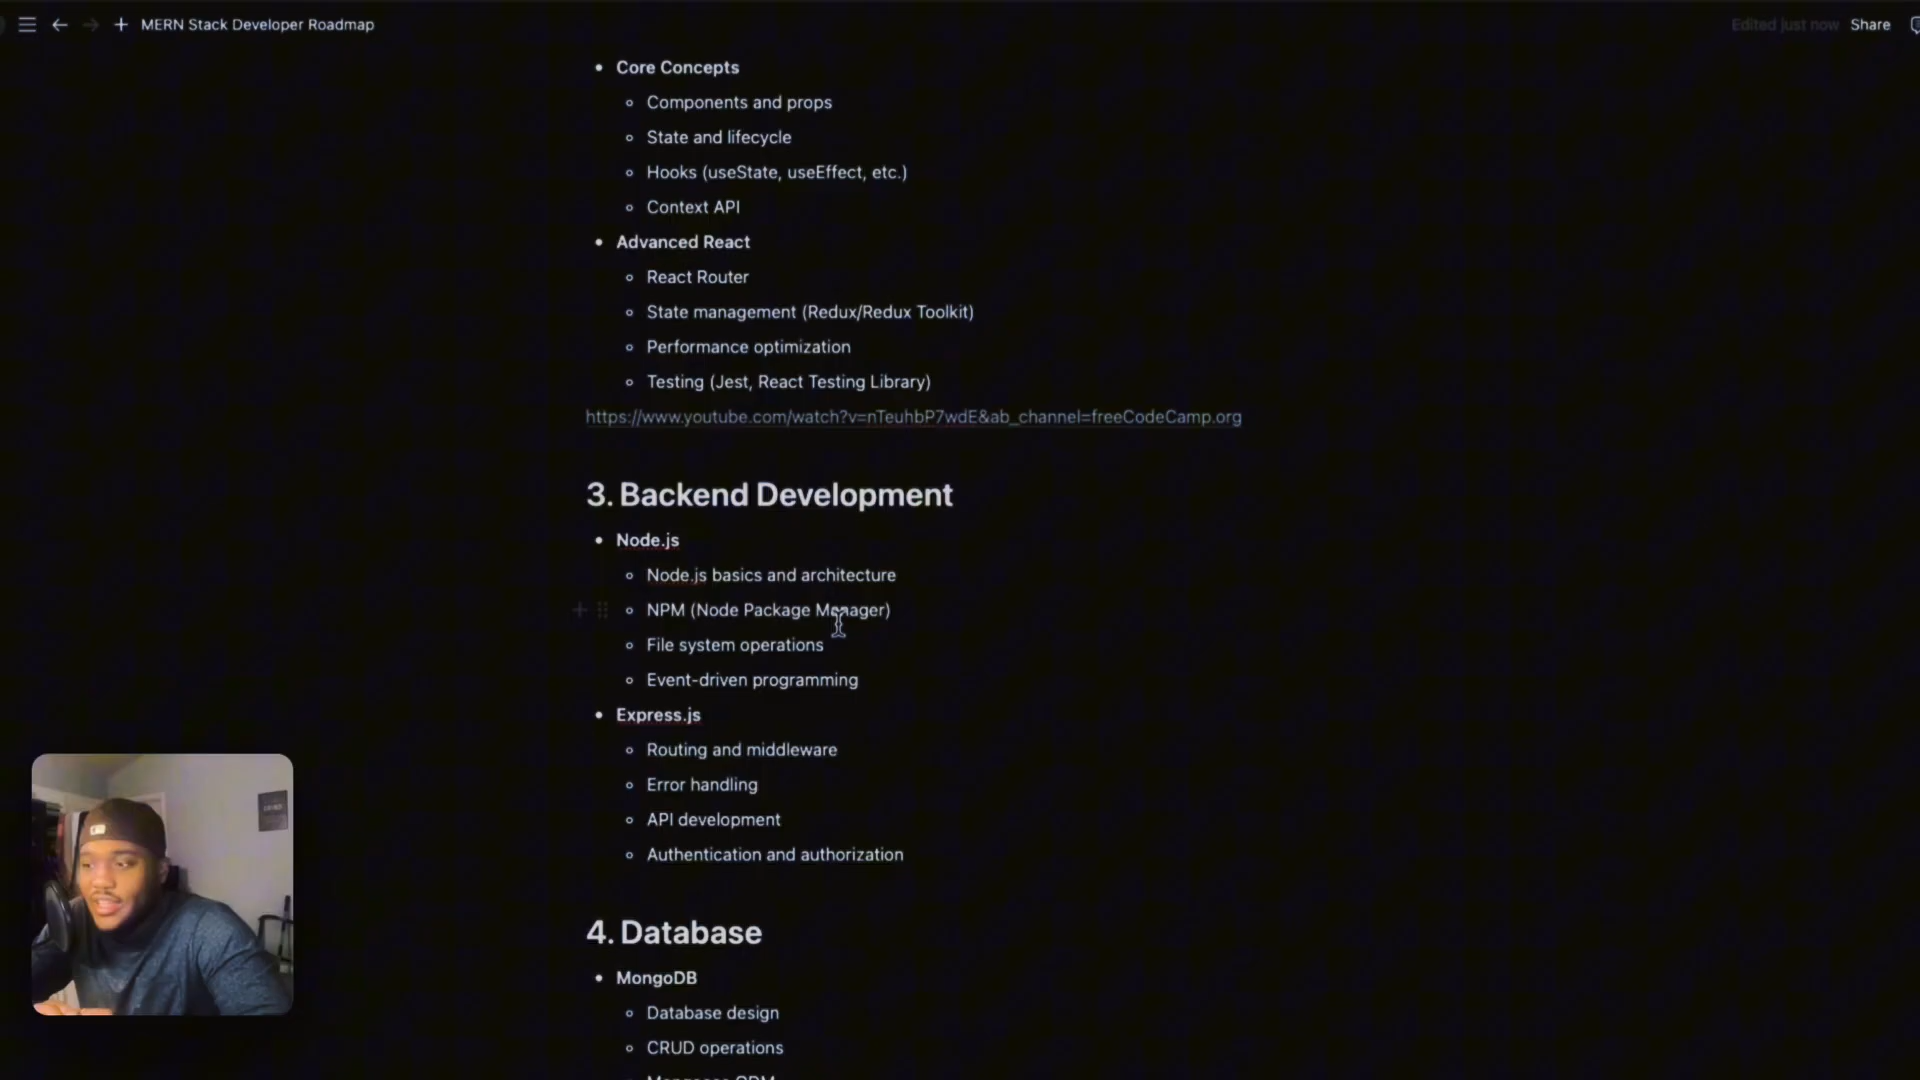 MERN Stack Developer Roadmap
Edited just now
Share
Core Concepts
Components and props
State and lifecycle
Hooks (useState, useEffect, etc.)
Context API
Advanced React
React Router
State management (Redux/Redux Toolkit)
Performance optimization
Testing (Jest, React Testing Library)
https://www.youtube.com/watch?v=nTeuhbP7wdE&ab_channel=freeCodeCamp.org
3. Backend Development
Node.js
Node.js basics and architecture
NPM (Node Package Manager)
File system operations
Event-driven programming
Express.js
Routing and middleware
Error handling
API development
Authentication and authorization
4. Database
MongoDB
Database design
CRUD operations